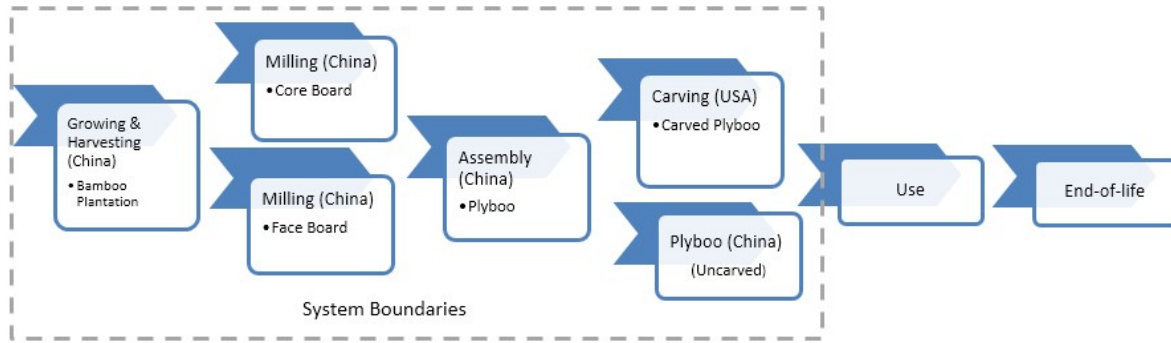 Growing &
Harvesting
(China)
•Bamboo
Plantation
Milling (China)
•Core Board
Milling (China)
•Face Board
Assembly
(China)
•Plyboo
Carving (USA)
•Carved Plyboo
Plyboo (China)
(Uncarved)
Use
End-of-life
System Boundaries